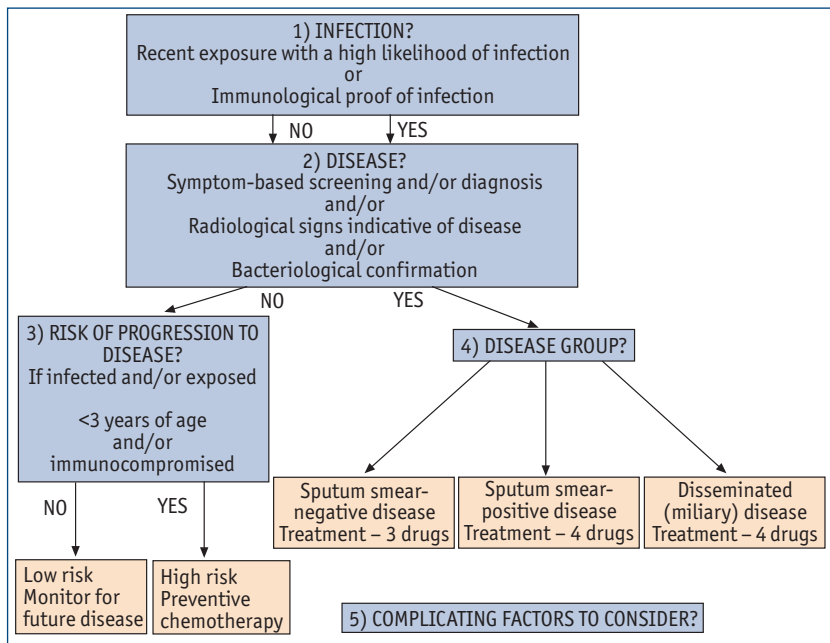 1) INFECTION?
Recent exposure with a high likelihood of infection
or
Immunological proof of infection
NO
YES
2) DISEASE?
Symptom-based screening and/or diagnosis
and/or
Radiological signs indicative of disease
and/or
Bacteriological confirmation
NO
YES
3) RISK OF PROGRESSION TO
DISEASE?
If infected and/or exposed
<3 years of age
and/or
immunocompromised
4) DISEASE GROUP?
NO
YES
Sputum smear-
negative disease
Treatment – 3 drugs
Sputum smear-
positive disease
Treatment – 4 drugs
Disseminated
(miliary) disease
Treatment – 4 drugs
Low risk
Monitor for
future disease
High risk
Preventive
chemotherapy
5) COMPLICATING FACTORS TO CONSIDER?